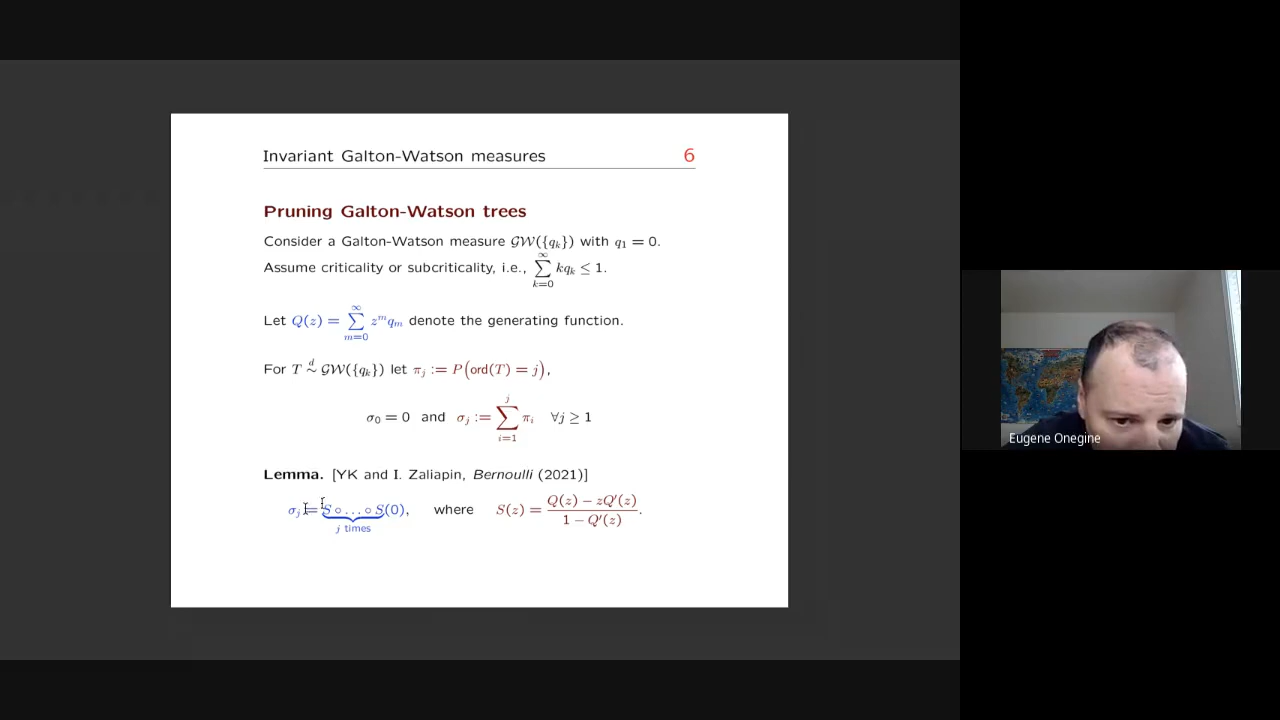 Invariant Galton-Watson measures 6
Pruning Galton-Watson trees
Consider a Galton-Watson measure 𝒢𝒲({q_k}) with q_1 = 0.
Assume criticality or subcriticality, i.e., ∑_{k=0}^{∞} kq_k ≤ 1.
Let Q(z) = ∑_{m=0}^{∞} z^m q_m denote the generating function.
For T ~^d 𝒢𝒲({q_k}) let π_j := P(ord(T) = j),
σ_0 = 0 and σ_j := ∑_{i=1}^{j} π_i ∀j ≥ 1
Lemma. [YK and I. Zaliapin, Bernoulli (2021)]
σ_j = S ∘ … ∘ S(0), where S(z) = (Q(z) − zQ′(z))/(1 − Q′(z)).
j times
Eugene Onegine